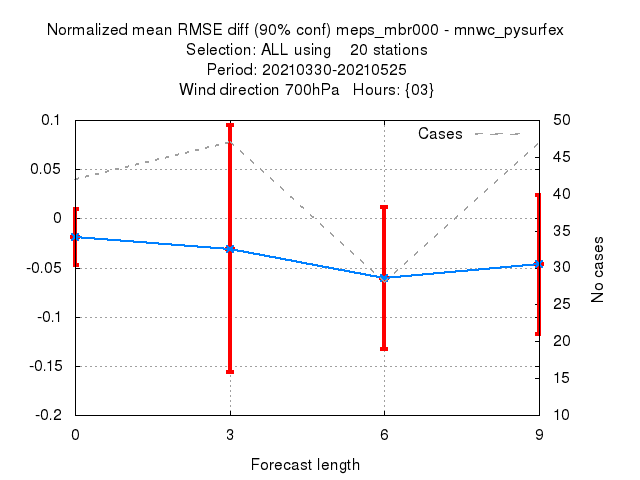 Normalized mean RMSE diff (90% conf) meps_mbr000 - mnwc_pysurfex
Selection: ALL using    20 stations
Period: 20210330-20210525
Wind direction 700hPa   Hours: {03}
Cases
0.1
0.05
0
-0.05
-0.1
-0.15
-0.2
50
45
40
35
30
25
20
15
10
No cases
0 3 6 9
Forecast length